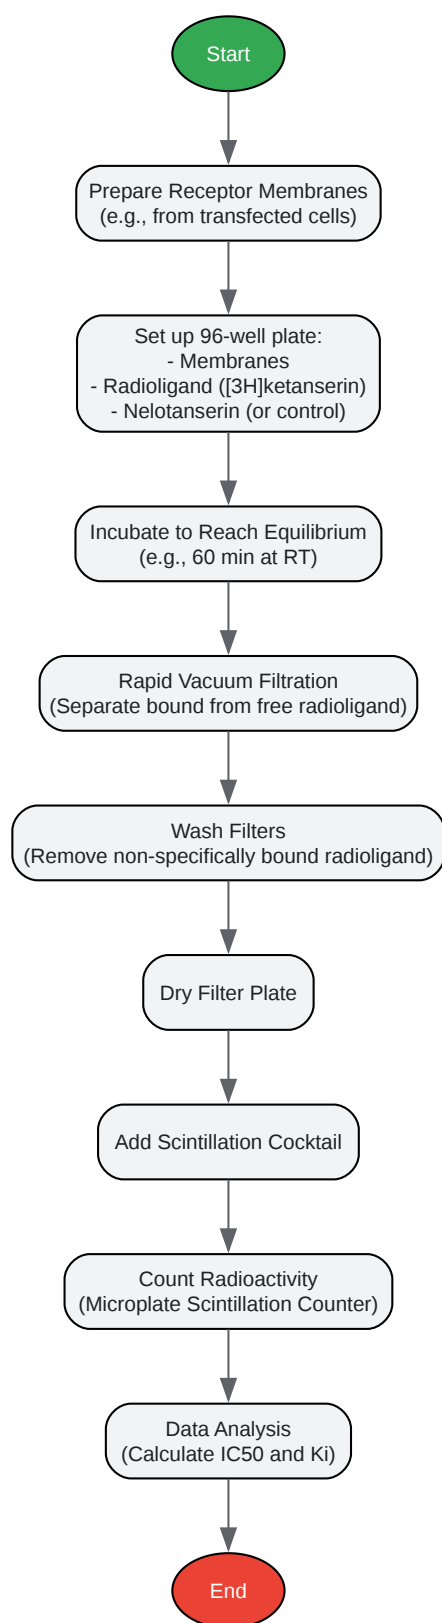 Start
Prepare Receptor Membranes
(e.g., from transfected cells)
Set up 96-well plate:
- Membranes
- Radioligand ([3H]ketanserin)
- Nelotanserin (or control)
Incubate to Reach Equilibrium
(e.g., 60 min at RT)
Rapid Vacuum Filtration
(Separate bound from free radioligand)
Wash Filters
(Remove non-specifically bound radioligand)
Dry Filter Plate
Add Scintillation Cocktail
Count Radioactivity
(Microplate Scintillation Counter)
Data Analysis
(Calculate IC50 and Ki)
End